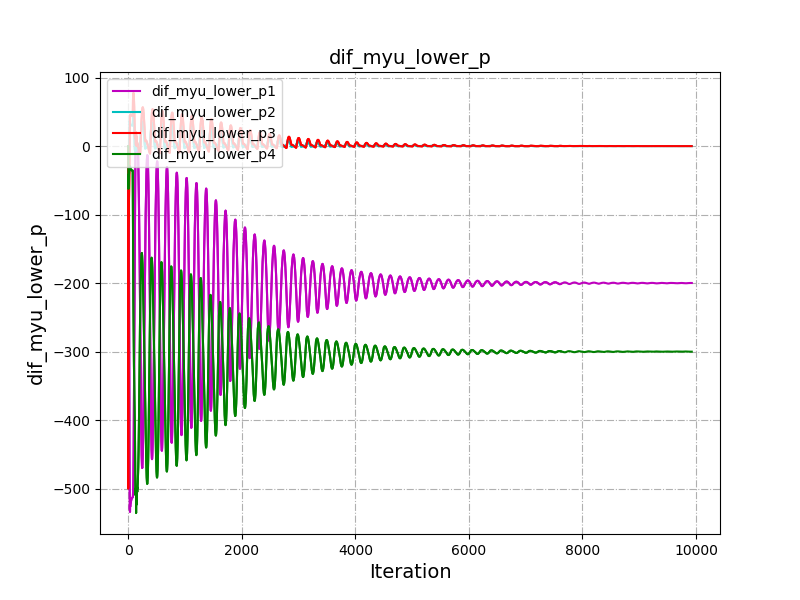 dif_myu_lower_p
dif_myu_lower_p1
dif_myu_lower_p2
dif_myu_lower_p3
dif_myu_lower_p4
dif_myu_lower_p
100
0
−100
−200
−300
−400
−500
0
2000
4000
6000
8000
10000
Iteration